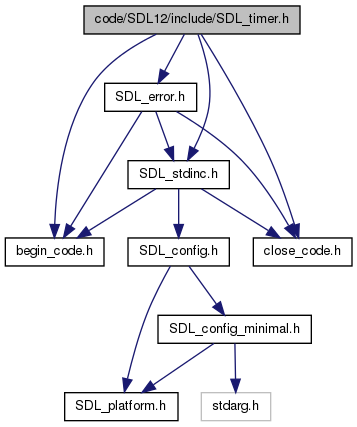 code/SDL12/include/SDL_timer.h
SDL_error.h
SDL_stdinc.h
begin_code.h
SDL_config.h
close_code.h
SDL_config_minimal.h
SDL_platform.h
stdarg.h